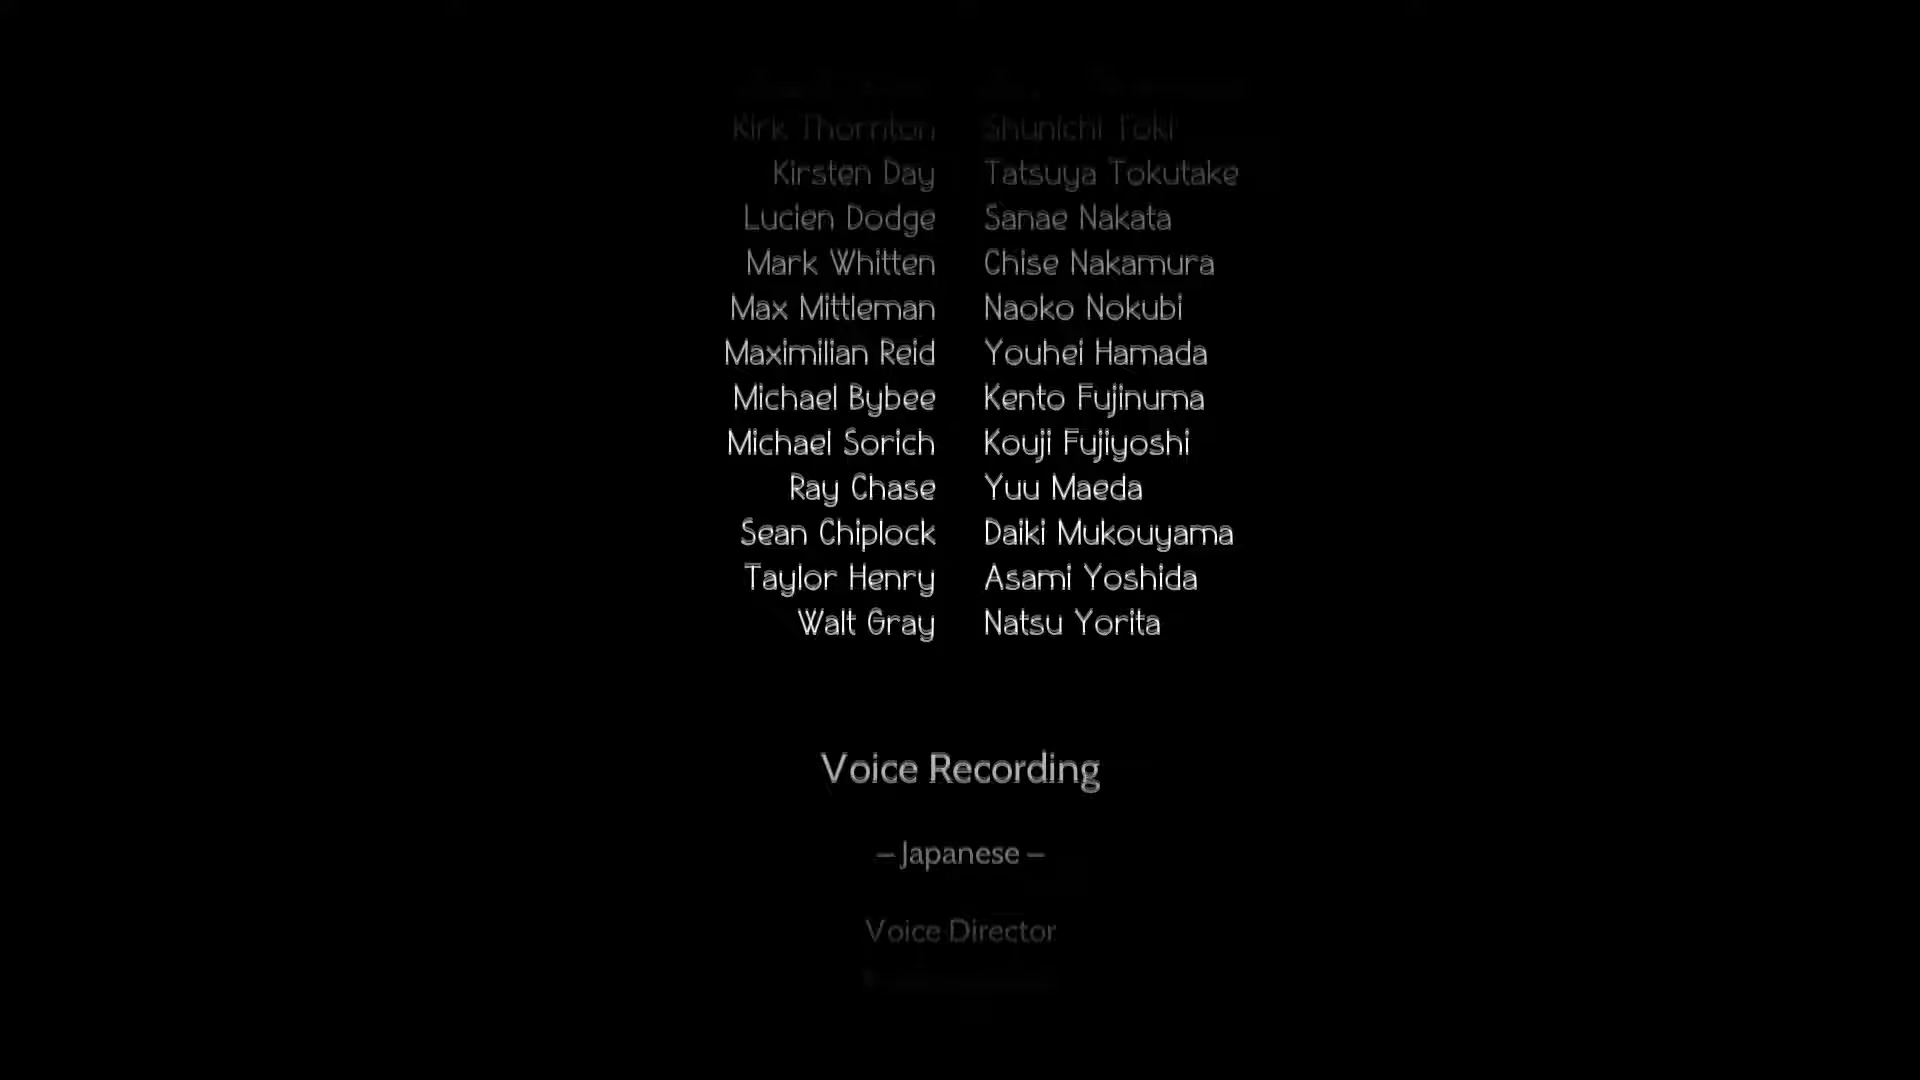 Kirk Thornton Shunichi Toki
Kirsten Day Tatsuya Tokutake
Lucien Dodge Sanae Nakata
Mark Whitten Chise Nakamura
Max Mittleman Naoko Nokubi
Maximilian Reid Youhei Hamada
Michael Bybee Kento Fujinuma
Michael Sorich Kouji Fujiyoshi
Ray Chase Yuu Maeda
Sean Chiplock Daiki Mukouyama
Taylor Henry Asami Yoshida
Walt Gray Natsu Yorita
Voice Recording
– Japanese –
Voice Director